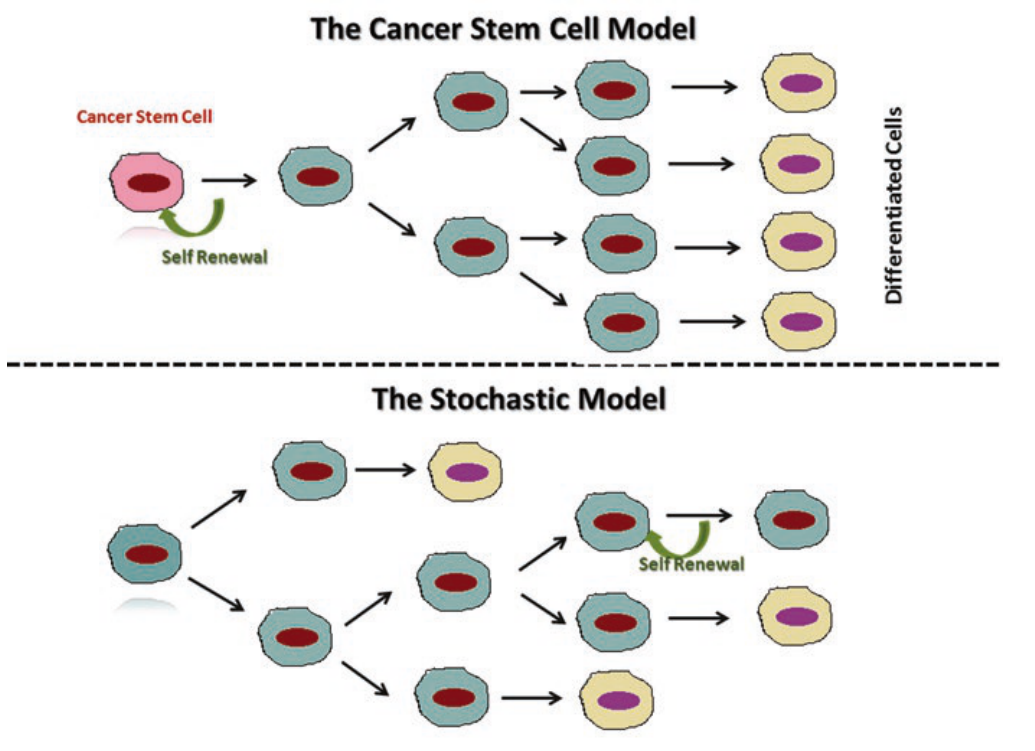 The Cancer Stem Cell Model
Cancer Stem Cell
Self Renewal
Differentiated Cells
The Stochastic Model
Self Renewal